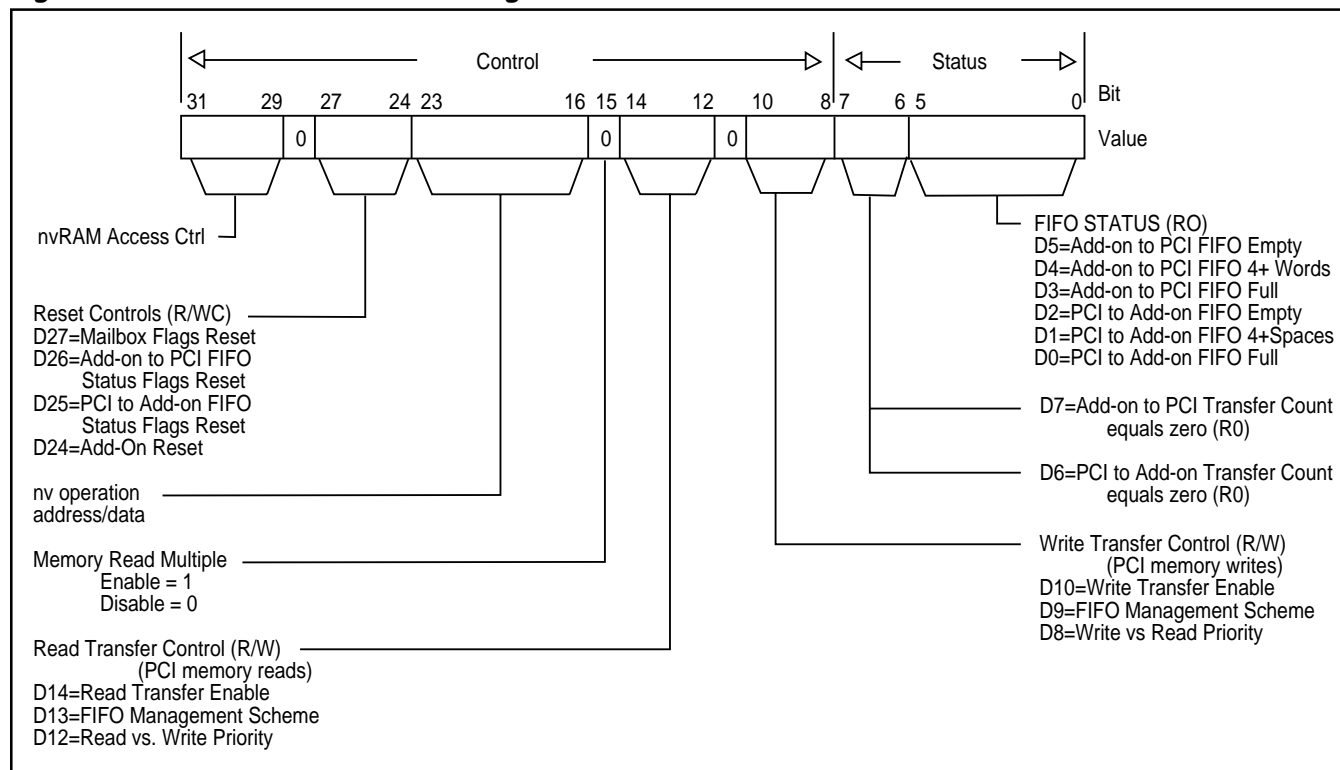 Control
Status
31 29 27 24 23 16 15 14 12 10 8 7 6 5 0 Bit
0 0 0 Value
nvRAM Access Ctrl
Reset Controls (R/WC)
D27=Mailbox Flags Reset
D26=Add-on to PCI FIFO
Status Flags Reset
D25=PCI to Add-on FIFO
Status Flags Reset
D24=Add-On Reset
nv operation
address/data
Memory Read Multiple
Enable = 1
Disable = 0
Read Transfer Control (R/W)
(PCI memory reads)
D14=Read Transfer Enable
D13=FIFO Management Scheme
D12=Read vs. Write Priority
FIFO STATUS (RO)
D5=Add-on to PCI FIFO Empty
D4=Add-on to PCI FIFO 4+ Words
D3=Add-on to PCI FIFO Full
D2=PCI to Add-on FIFO Empty
D1=PCI to Add-on FIFO 4+Spaces
D0=PCI to Add-on FIFO Full
D7=Add-on to PCI Transfer Count
equals zero (R0)
D6=PCI to Add-on Transfer Count
equals zero (R0)
Write Transfer Control (R/W)
(PCI memory writes)
D10=Write Transfer Enable
D9=FIFO Management Scheme
D8=Write vs Read Priority